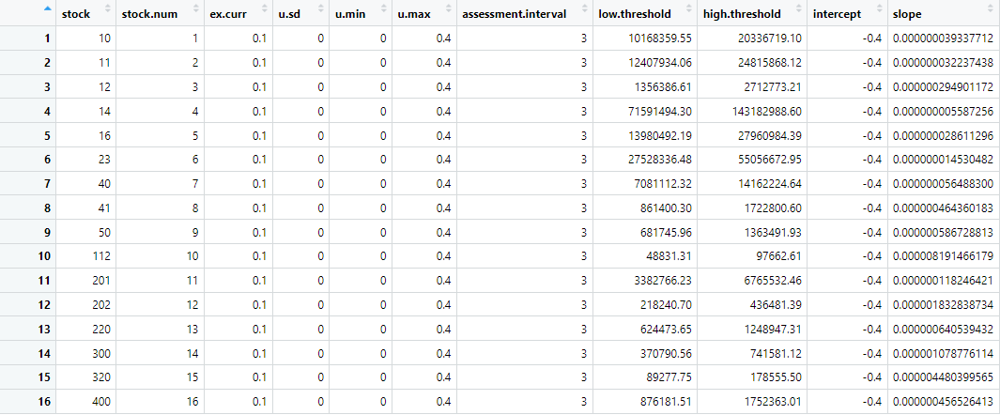 stock stock.num ex.curr u.sd u.min u.max assessment.interval low.threshold high.threshold intercept slope
1 10 1 0.1 0 0 0.4 3 10168359.55 20336719.10 -0.4 0.000000039337712
2 11 2 0.1 0 0 0.4 3 12407934.06 24815868.12 -0.4 0.000000032237438
3 12 3 0.1 0 0 0.4 3 1356386.61 2712773.21 -0.4 0.000000294901172
4 14 4 0.1 0 0 0.4 3 71591494.30 143182988.60 -0.4 0.000000005587256
5 16 5 0.1 0 0 0.4 3 13980492.19 27960984.39 -0.4 0.000000028611296
6 23 6 0.1 0 0 0.4 3 27528336.48 55056672.95 -0.4 0.000000014530482
7 40 7 0.1 0 0 0.4 3 7081112.32 14162224.64 -0.4 0.000000056488300
8 41 8 0.1 0 0 0.4 3 861400.30 1722800.60 -0.4 0.000000464360183
9 50 9 0.1 0 0 0.4 3 681745.96 1363491.93 -0.4 0.000000586728813
10 112 10 0.1 0 0 0.4 3 48831.31 97662.61 -0.4 0.000008191466179
11 201 11 0.1 0 0 0.4 3 3382766.23 6765532.46 -0.4 0.000000118246421
12 202 12 0.1 0 0 0.4 3 218240.70 436481.39 -0.4 0.000001832838734
13 220 13 0.1 0 0 0.4 3 624473.65 1248947.31 -0.4 0.000000640539432
14 300 14 0.1 0 0 0.4 3 370790.56 741581.12 -0.4 0.000001078776114
15 320 15 0.1 0 0 0.4 3 89277.75 178555.50 -0.4 0.000004480399565
16 400 16 0.1 0 0 0.4 3 876181.51 1752363.01 -0.4 0.000000456526413